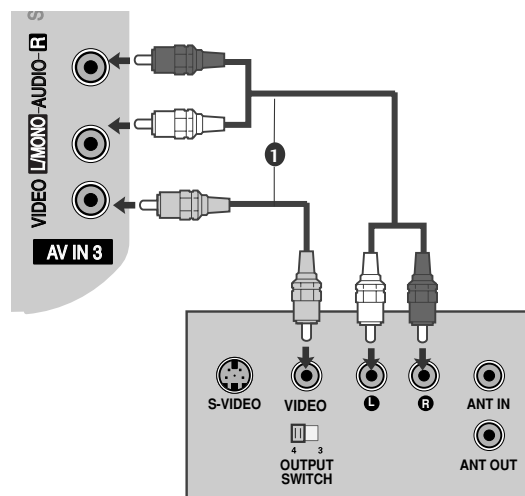 S
VIDEO L/MONO-AUDIO-R
AV IN 3
1
S-VIDEO
VIDEO
L
R
ANT IN
4 3
OUTPUT
SWITCH
ANT OUT